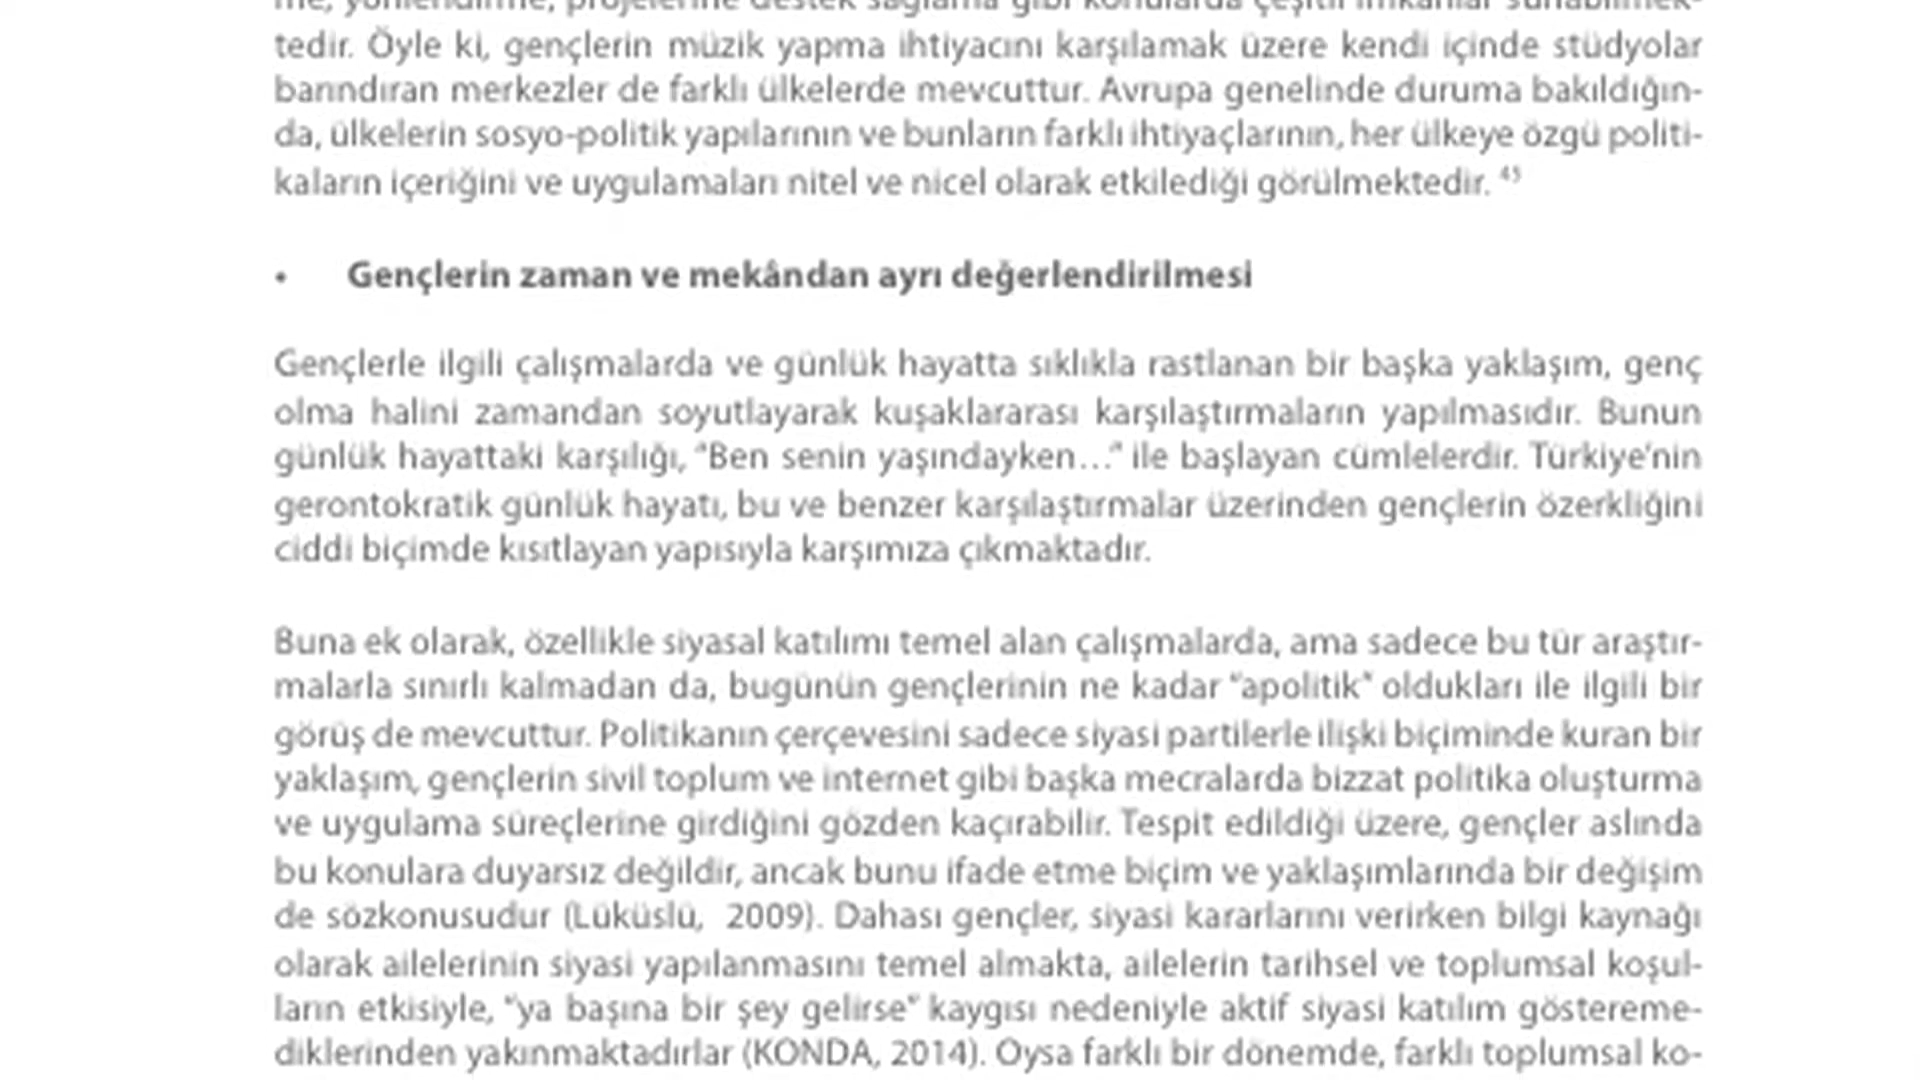 me, yönlendirme, projelerine destek sağlama gibi konularda çeşitli imkanlar sunabilmek-
tedir. Öyle ki, gençlerin müzik yapma ihtiyacını karşılamak üzere kendi içinde stüdyolar
barındıran merkezler de farklı ülkelerde mevcuttur. Avrupa genelinde duruma bakıldığın-
da, ülkelerin sosyo-politik yapılarının ve bunların farklı ihtiyaçlarının, her ülkeye özgü politi-
kaların içeriğini ve uygulamaları nitel ve nicel olarak etkilediği görülmektedir.
• Gençlerin zaman ve mekândan ayrı değerlendirilmesi
Gençlerle ilgili çalışmalarda ve günlük hayatta sıklıkla rastlanan bir başka yaklaşım, genç
olma halini zamandan soyutlayarak kuşaklararası karşılaştırmaların yapılmasıdır. Bunun
günlük hayattaki karşılığı, “Ben senin yaşındayken…” ile başlayan cümlelerdir. Türkiye’nin
gerontokratik günlük hayatı, bu ve benzer karşılaştırmalar üzerinden gençlerin özerkliğini
ciddi biçimde kısıtlayan yapısıyla karşımıza çıkmaktadır.
Buna ek olarak, özellikle siyasal katılımı temel alan çalışmalarda, ama sadece bu tür araştır-
malarla sınırlı kalmadan da, bugünün gençlerinin ne kadar “apolitik” oldukları ile ilgili bir
görüş de mevcuttur. Politikanın çerçevesini sadece siyasi partilerle ilişki biçiminde kuran bir
yaklaşım, gençlerin sivil toplum ve internet gibi başka mecralarda bizzat politika oluşturma
ve uygulama süreçlerine girdiğini gözden kaçırabilir. Tespit edildiği üzere, gençler aslında
bu konulara duyarsız değildir, ancak bunu ifade etme biçim ve yaklaşımlarında bir değişim
de sözkonusudur (Lüküslü, 2009). Dahası gençler, siyasi kararlarını verirken bilgi kaynağı
olarak ailelerinin siyasi yapılanmasını temel almakta, ailelerin tarihsel ve toplumsal koşul-
ların etkisiyle, “ya başına bir şey gelirse” kaygısı nedeniyle aktif siyasi katılım göstereme-
diklerinden yakınmaktadırlar (KONDA, 2014). Oysa farklı bir dönemde, farklı toplumsal ko-